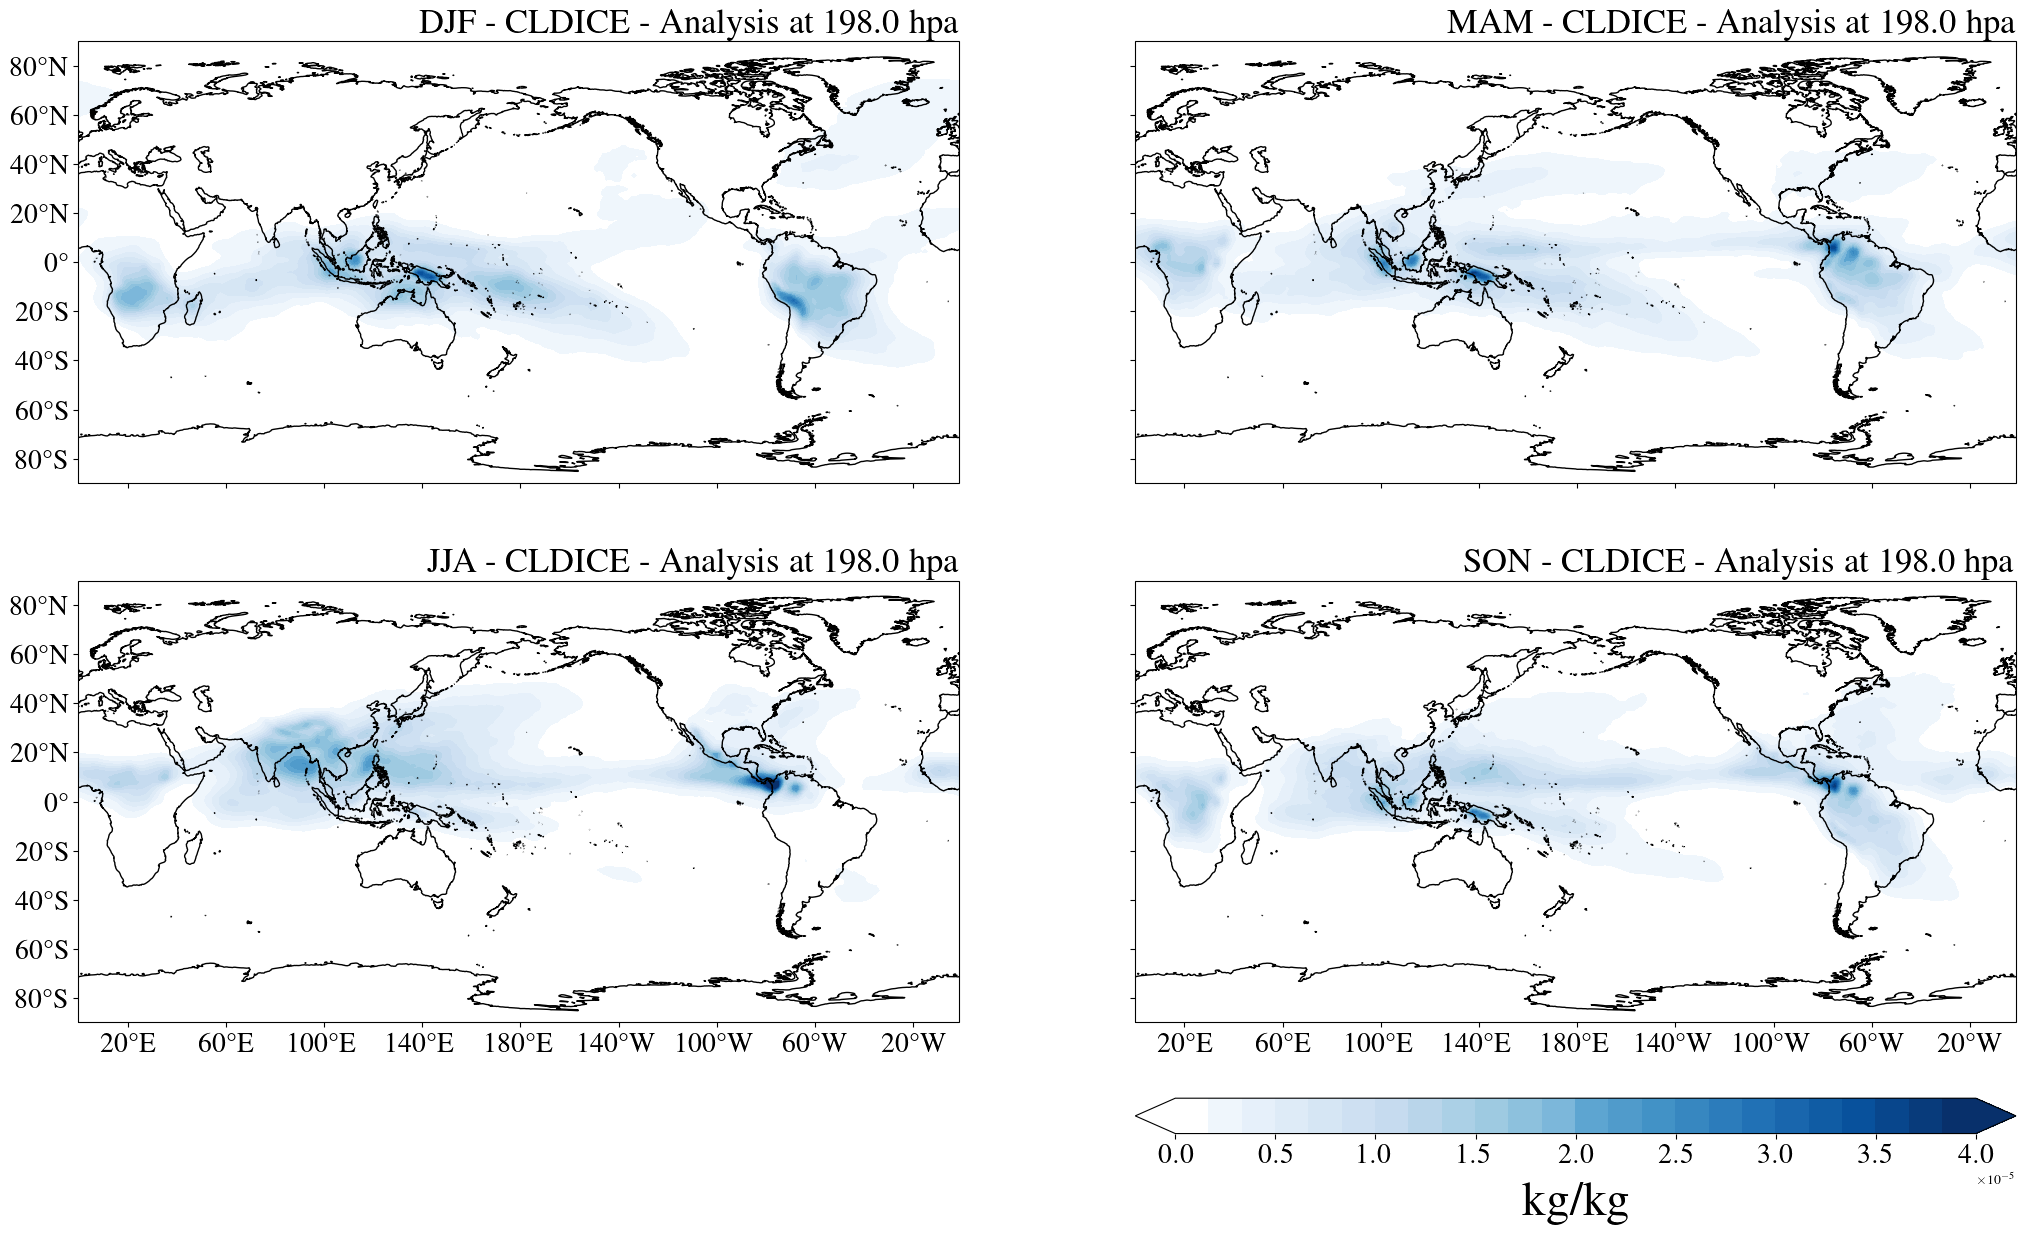 DJF - CLDICE - Analysis at 198.0 hpa
MAM - CLDICE - Analysis at 198.0 hpa
80°N
60°N
40°N
20°N
0°
20°S
40°S
60°S
80°S
JJA - CLDICE - Analysis at 198.0 hpa
SON - CLDICE - Analysis at 198.0 hpa
80°N
60°N
40°N
20°N
0°
20°S
40°S
60°S
80°S
20°E 60°E 100°E 140°E 180°E 140°W 100°W 60°W 20°W
20°E 60°E 100°E 140°E 180°E 140°W 100°W 60°W 20°W
0.0 0.5 1.0 1.5 2.0 2.5 3.0 3.5 4.0
×10⁻⁵
kg/kg